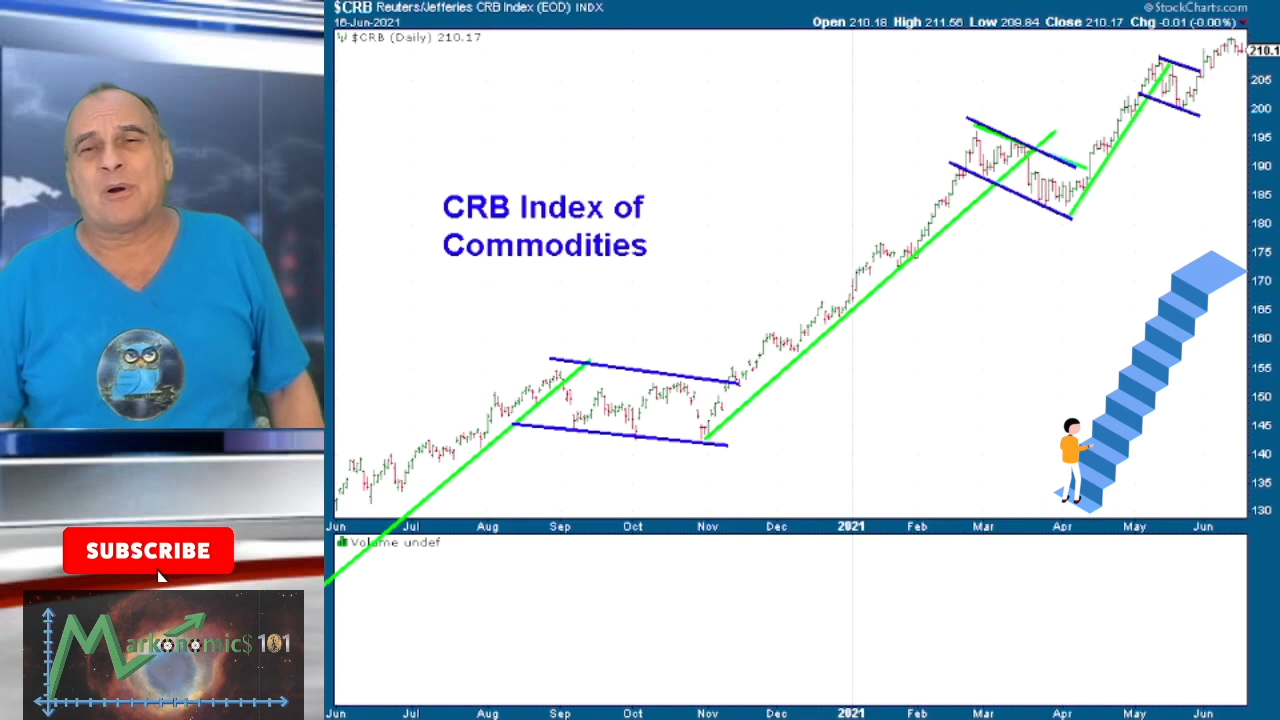 $CRB Reuters/Jefferies CRB Index (EOD) INDX
© StockCharts.com
16-Jun-2021
Open 210.18 High 211.56 Low 209.84 Close 210.17 Chg -0.01 (-0.00%)
$CRB (Daily) 210.17
210.1
205
200
195
190
185
180
175
170
165
160
155
150
145
140
135
130
CRB Index of
Commodities
Jun Jul Aug Sep Oct Nov Dec 2021 Feb Mar Apr May Jun
Volume undef
SUBSCRIBE
Markonomic$ 101
Jun Jul Aug Sep Oct Nov Dec 2021 Feb Mar Apr May Jun